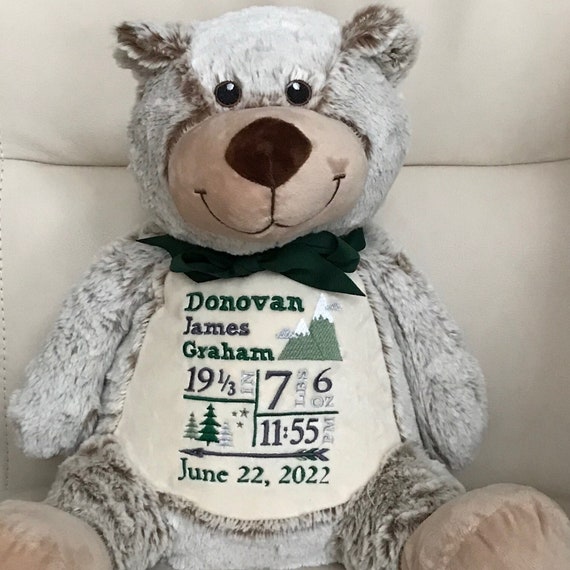 Donovan
James
Graham
19 1/3 IN 7 LBS 6 OZ
11:55 PM
June 22, 2022